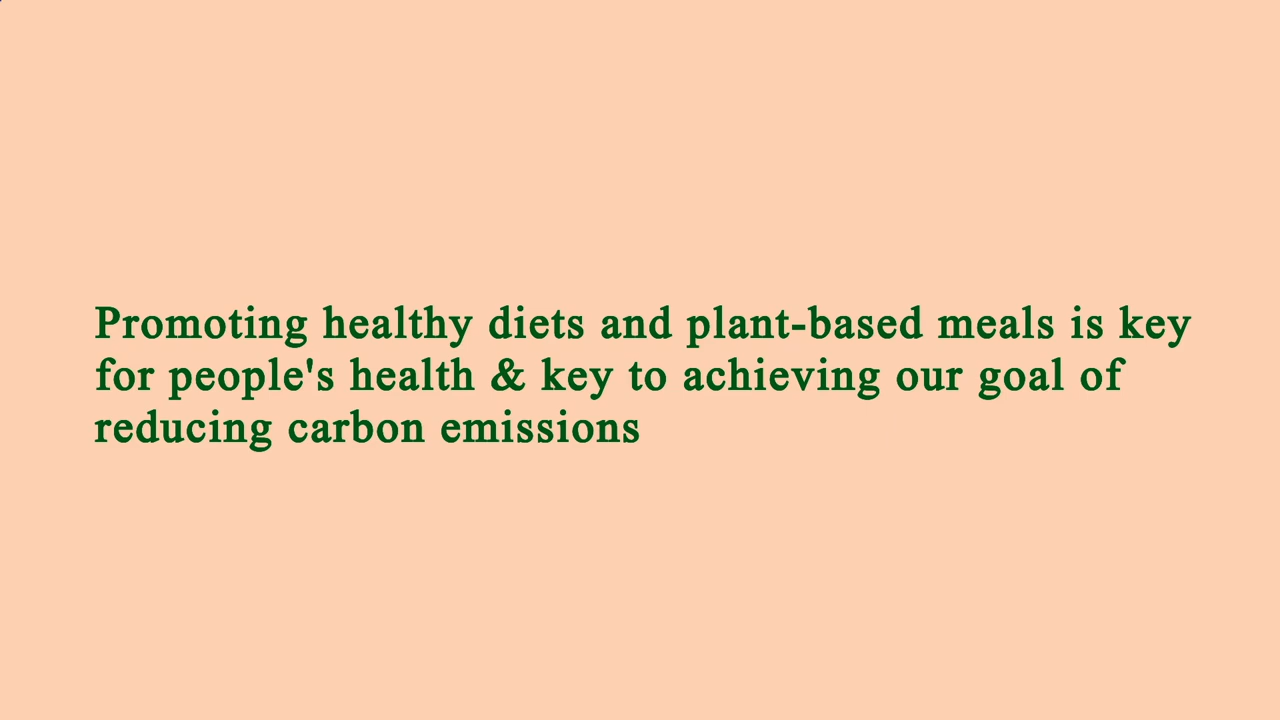 Promoting healthy diets and plant-based meals is key
for people's health & key to achieving our goal of
reducing carbon emissions